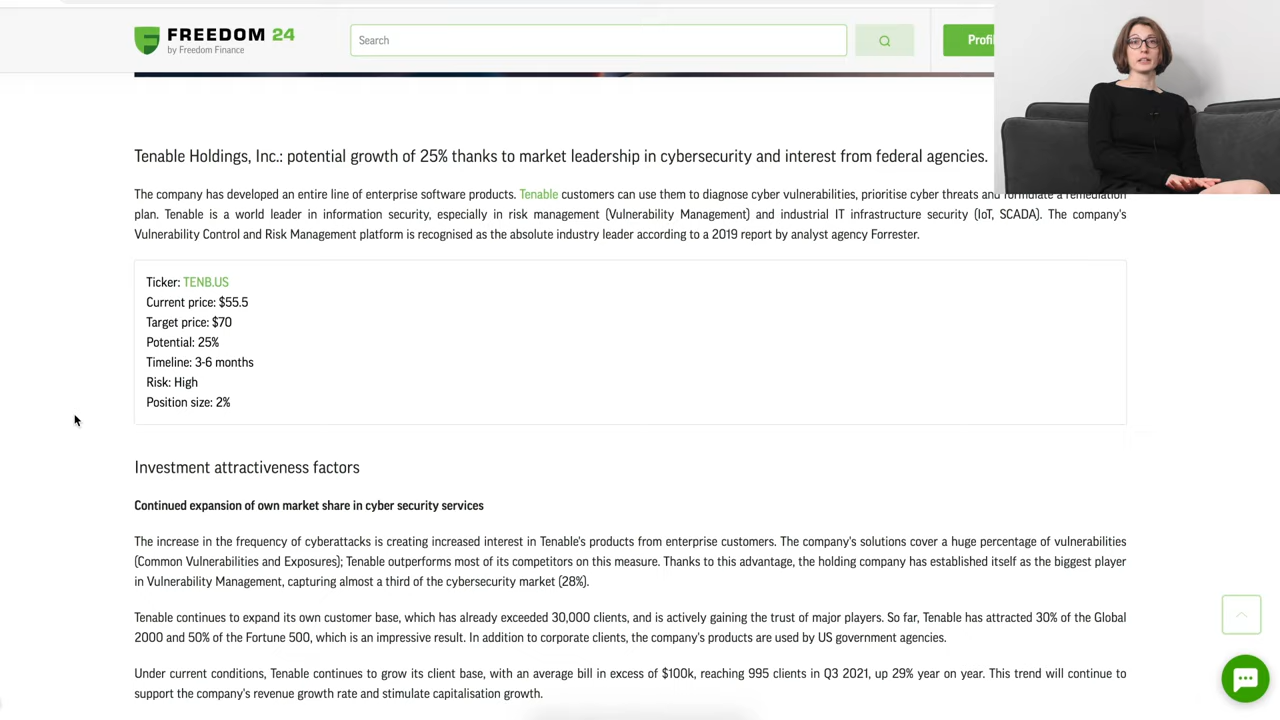 FREEDOM 24
by Freedom Finance
Search
Tenable Holdings, Inc.: potential growth of 25% thanks to market leadership in cybersecurity and interest from federal agencies.
The company has developed an entire line of enterprise software products. Tenable customers can use them to diagnose cyber vulnerabilities, prioritise cyber threats and formulate a remediation
plan. Tenable is a world leader in information security, especially in risk management (Vulnerability Management) and industrial IT infrastructure security (IoT, SCADA). The company's
Vulnerability Control and Risk Management platform is recognised as the absolute industry leader according to a 2019 report by analyst agency Forrester.
Ticker: TENB.US
Current price: $55.5
Target price: $70
Potential: 25%
Timeline: 3-6 months
Risk: High
Position size: 2%
Investment attractiveness factors
Continued expansion of own market share in cyber security services
The increase in the frequency of cyberattacks is creating increased interest in Tenable's products from enterprise customers. The company's solutions cover a huge percentage of vulnerabilities
(Common Vulnerabilities and Exposures); Tenable outperforms most of its competitors on this measure. Thanks to this advantage, the holding company has established itself as the biggest player
in Vulnerability Management, capturing almost a third of the cybersecurity market (28%).
Tenable continues to expand its own customer base, which has already exceeded 30,000 clients, and is actively gaining the trust of major players. So far, Tenable has attracted 30% of the Global
2000 and 50% of the Fortune 500, which is an impressive result. In addition to corporate clients, the company's products are used by US government agencies.
Under current conditions, Tenable continues to grow its client base, with an average bill in excess of $100k, reaching 995 clients in Q3 2021, up 29% year on year. This trend will continue to
support the company's revenue growth rate and stimulate capitalisation growth.